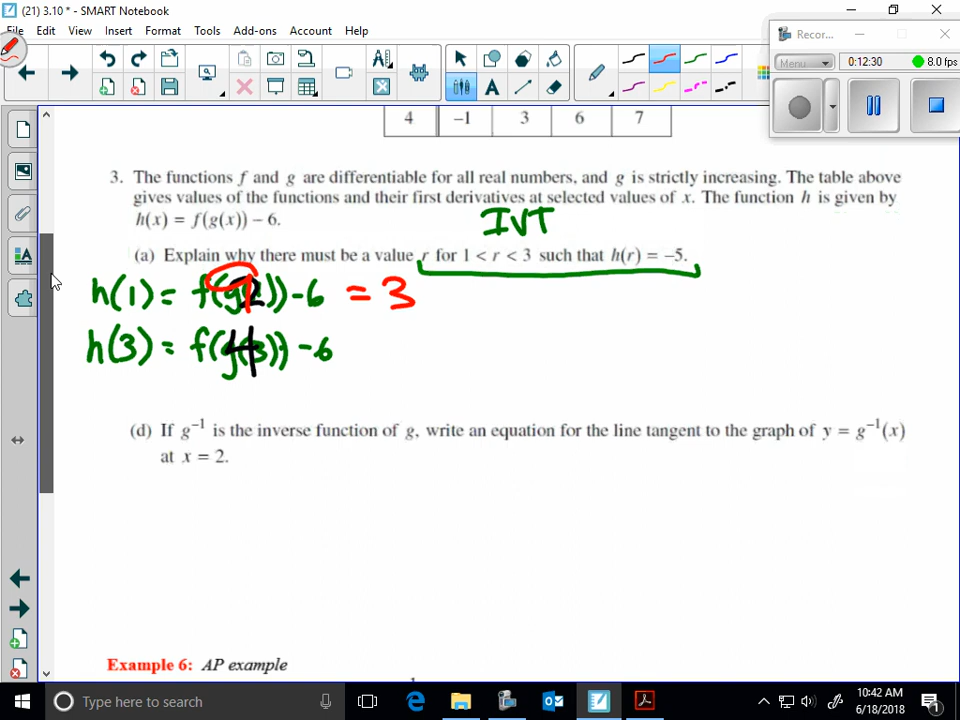 (21) 3.10 * - SMART Notebook
File Edit View Insert Format Tools Add-ons Account Help
Recor...
Menu 0:12:30 8.0 fps
4 −1 3 6 7
3. The functions f and g are differentiable for all real numbers, and g is strictly increasing. The table above
gives values of the functions and their first derivatives at selected values of x. The function h is given by
h(x) = f(g(x)) − 6.
IVT
(a) Explain why there must be a value r for 1 < r < 3 such that h(r) = −5.
h(1) = f(g(1)) - 6 = 3
h(3) = f(g(3)) - 6
(d) If g⁻¹ is the inverse function of g, write an equation for the line tangent to the graph of y = g⁻¹(x)
at x = 2.
Example 6: AP example
Type here to search
10:42 AM
6/18/2018